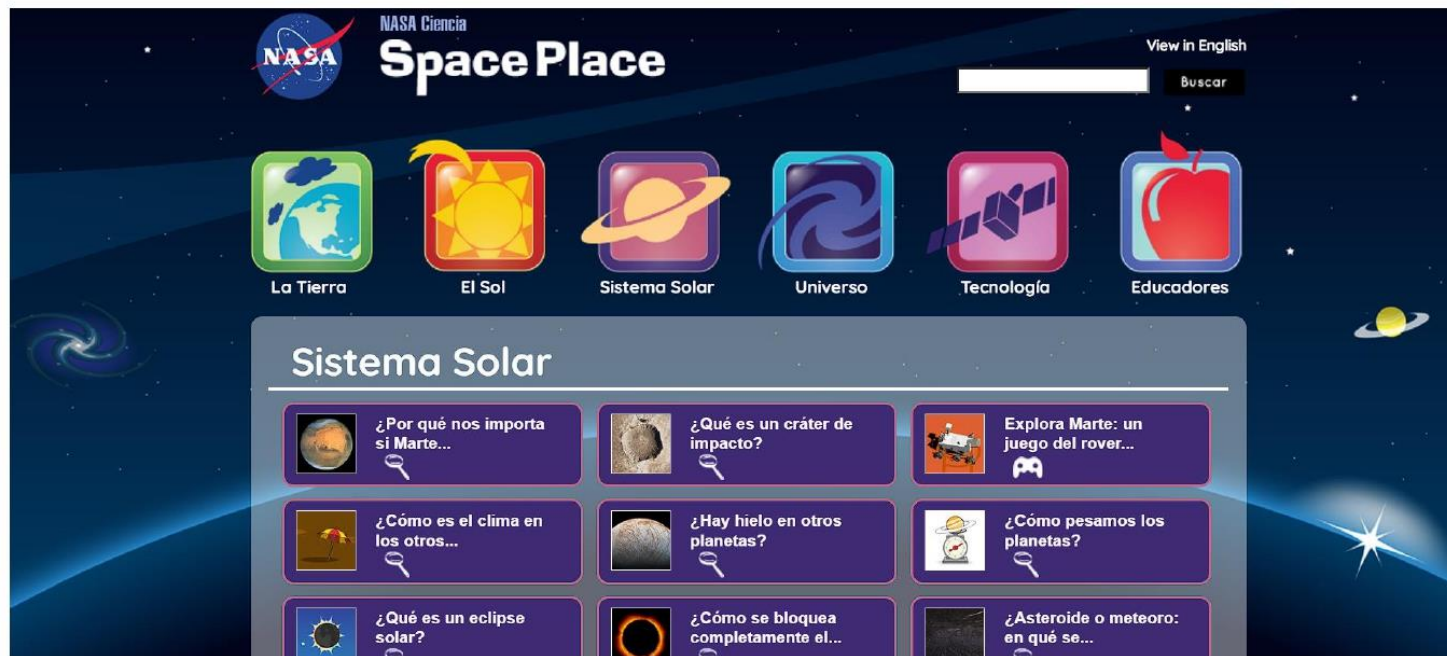 NASA
NASA Ciencia
Space Place
View in English
Buscar
La Tierra
El Sol
Sistema Solar
Universo
Tecnología
Educadores
Sistema Solar
¿Por qué nos importa
si Marte...
¿Qué es un cráter de
impacto?
Explora Marte: un
juego del rover...
¿Cómo es el clima en
los otros...
¿Hay hielo en otros
planetas?
¿Cómo pesamos los
planetas?
¿Qué es un eclipse
solar?
¿Cómo se bloquea
completamente el...
¿Asteroide o meteoro:
en qué se...